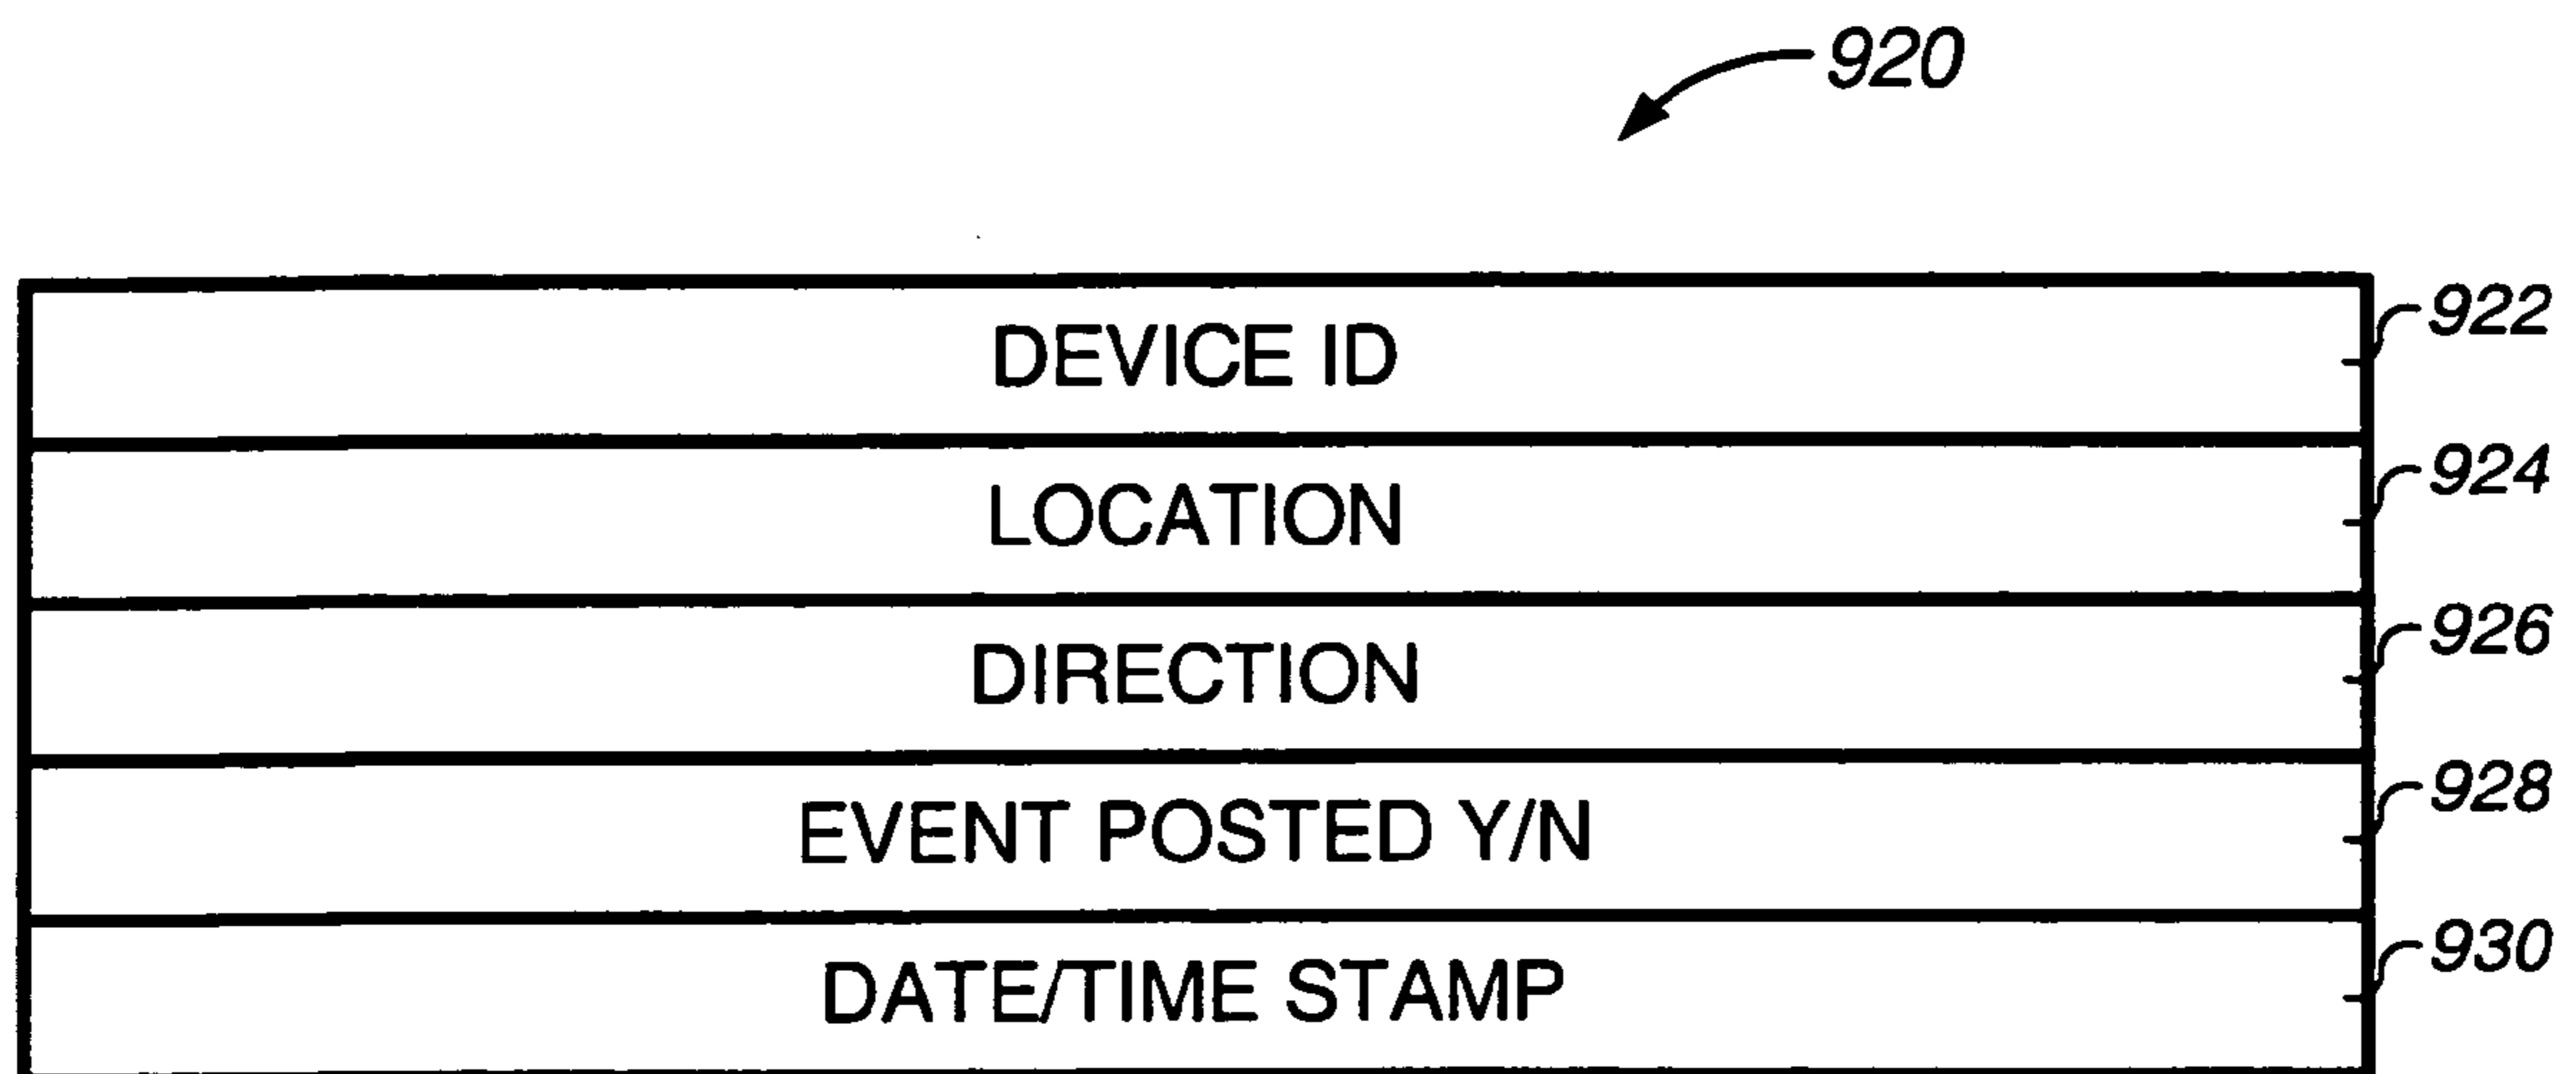 920
DEVICE ID 922
LOCATION 924
DIRECTION 926
EVENT POSTED Y/N 928
DATE/TIME STAMP 930